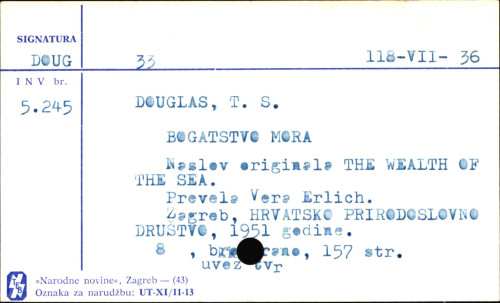 SIGNATURA
DOUG 33 118-VII- 36
I N V br.
5.245
DOUGLAS, T. S.
BOGATSTVO MORA
Naslov originala THE WEALTH OF
THE SEA.
Prevela Vera Erlich.
Zagreb, HRVATSKO PRIRODOSLOVNO
DRUŠTVO, 1951 godine.
8 , 157 str.
uvez tvr
»Narodne novine«, Zagreb — (43)
Oznaka za narudžbu: UT-XI/11-13